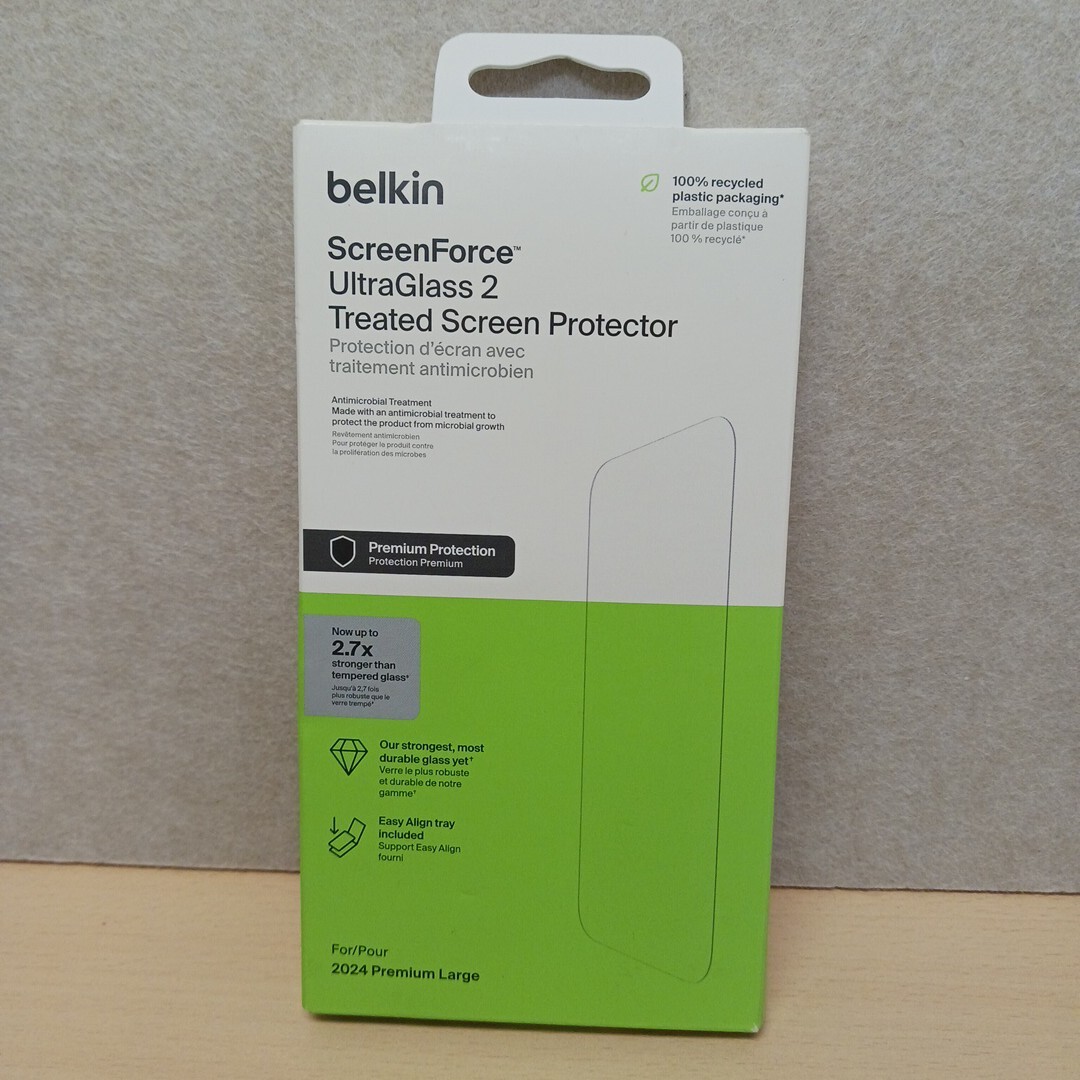 belkin
100% recycled
plastic packaging*
Emballage conçu à
partir de plastique
100 % recyclé*
ScreenForce™
UltraGlass 2
Treated Screen Protector
Protection d'écran avec
traitement antimicrobien
Antimicrobial Treatment
Made with an antimicrobial treatment to
protect the product from microbial growth
Revêtement antimicrobien
Pour protéger le produit contre
la prolifération des microbes
Premium Protection
Protection Premium
Now up to
2.7x
stronger than
tempered glass‡
Jusqu'à 2,7 fois
plus robuste que le
verre trempé‡
Our strongest, most
durable glass yet†
Verre le plus robuste
et durable de notre
gamme†
Easy Align tray
included
Support Easy Align
fourni
For/Pour
2024 Premium Large